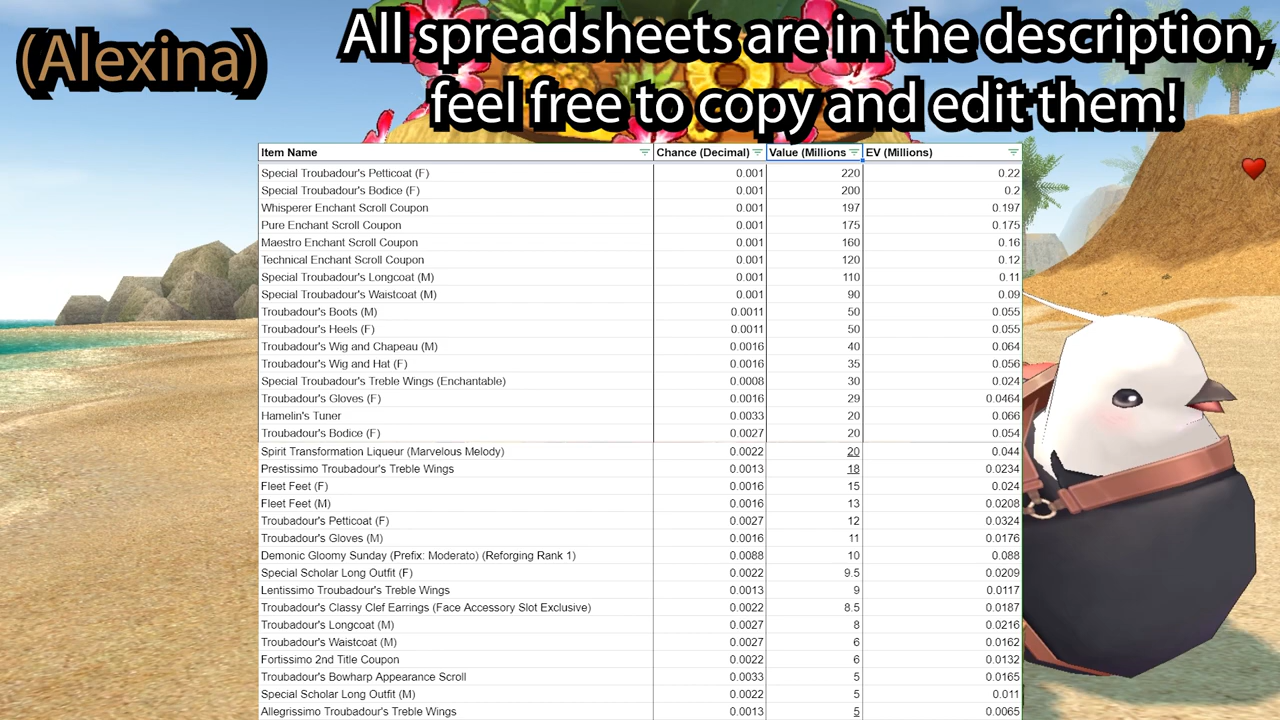 (Alexina)
All spreadsheets are in the description,
feel free to copy and edit them!
Item Name Chance (Decimal) Value (Millions EV (Millions)
Special Troubadour's Petticoat (F) 0.001 220 0.22
Special Troubadour's Bodice (F) 0.001 200 0.2
Whisperer Enchant Scroll Coupon 0.001 197 0.197
Pure Enchant Scroll Coupon 0.001 175 0.175
Maestro Enchant Scroll Coupon 0.001 160 0.16
Technical Enchant Scroll Coupon 0.001 120 0.12
Special Troubadour's Longcoat (M) 0.001 110 0.11
Special Troubadour's Waistcoat (M) 0.001 90 0.09
Troubadour's Boots (M) 0.0011 50 0.055
Troubadour's Heels (F) 0.0011 50 0.055
Troubadour's Wig and Chapeau (M) 0.0016 40 0.064
Troubadour's Wig and Hat (F) 0.0016 35 0.056
Special Troubadour's Treble Wings (Enchantable) 0.0008 30 0.024
Troubadour's Gloves (F) 0.0016 29 0.0464
Hamelin's Tuner 0.0033 20 0.066
Troubadour's Bodice (F) 0.0027 20 0.054
Spirit Transformation Liqueur (Marvelous Melody) 0.0022 20 0.044
Prestissimo Troubadour's Treble Wings 0.0013 18 0.0234
Fleet Feet (F) 0.0016 15 0.024
Fleet Feet (M) 0.0016 13 0.0208
Troubadour's Petticoat (F) 0.0027 12 0.0324
Troubadour's Gloves (M) 0.0016 11 0.0176
Demonic Gloomy Sunday (Prefix: Moderato) (Reforging Rank 1) 0.0088 10 0.088
Special Scholar Long Outfit (F) 0.0022 9.5 0.0209
Lentissimo Troubadour's Treble Wings 0.0013 9 0.0117
Troubadour's Classy Clef Earrings (Face Accessory Slot Exclusive) 0.0022 8.5 0.0187
Troubadour's Longcoat (M) 0.0027 8 0.0216
Troubadour's Waistcoat (M) 0.0027 6 0.0162
Fortissimo 2nd Title Coupon 0.0022 6 0.0132
Troubadour's Bowharp Appearance Scroll 0.0033 5 0.0165
Special Scholar Long Outfit (M) 0.0022 5 0.011
Allegrissimo Troubadour's Treble Wings 0.0013 5 0.0065